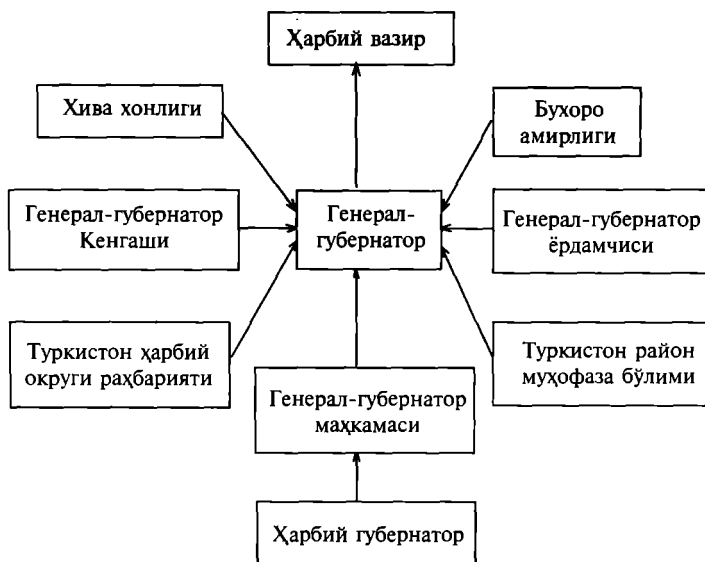 Ҳарбий вазир
Хива хонлиги
Бухоро
амирлиги
Генерал-губернатор
Кенгаши
Генерал-
губернатор
Генерал-губернатор
ёрдамчиси
Туркистон ҳарбий
округи раҳбарияти
Генерал-губернатор
маҳкамаси
Туркистон район
муҳофаза бўлими
Ҳарбий губернатор